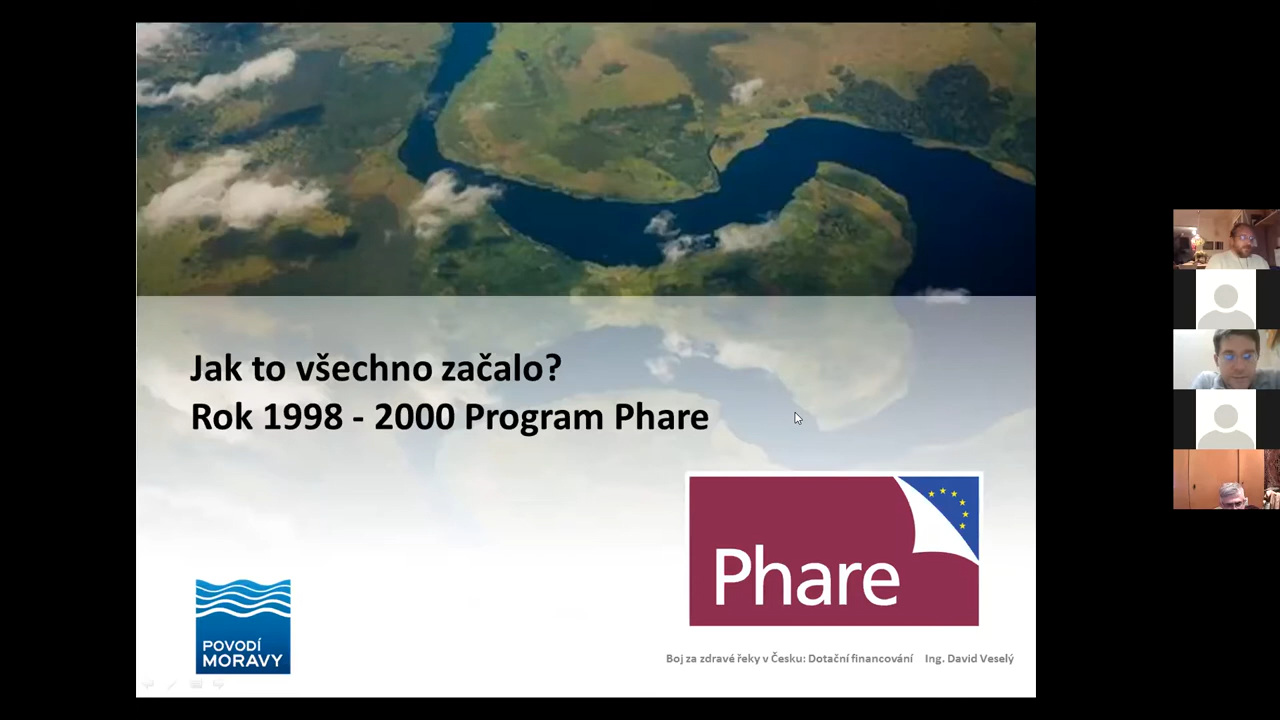 Jak to všechno začalo?
Rok 1998 - 2000 Program Phare
Phare
POVODÍ
MORAVY
Boj za zdravé řeky v Česku: Dotační financování Ing. David Veselý